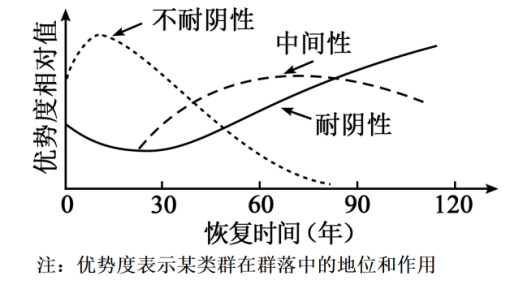 不耐阴性
中间性
耐阴性
优势度相对值
0 30 60 90 120
恢复时间(年)
注：优势度表示某类群在群落中的地位和作用